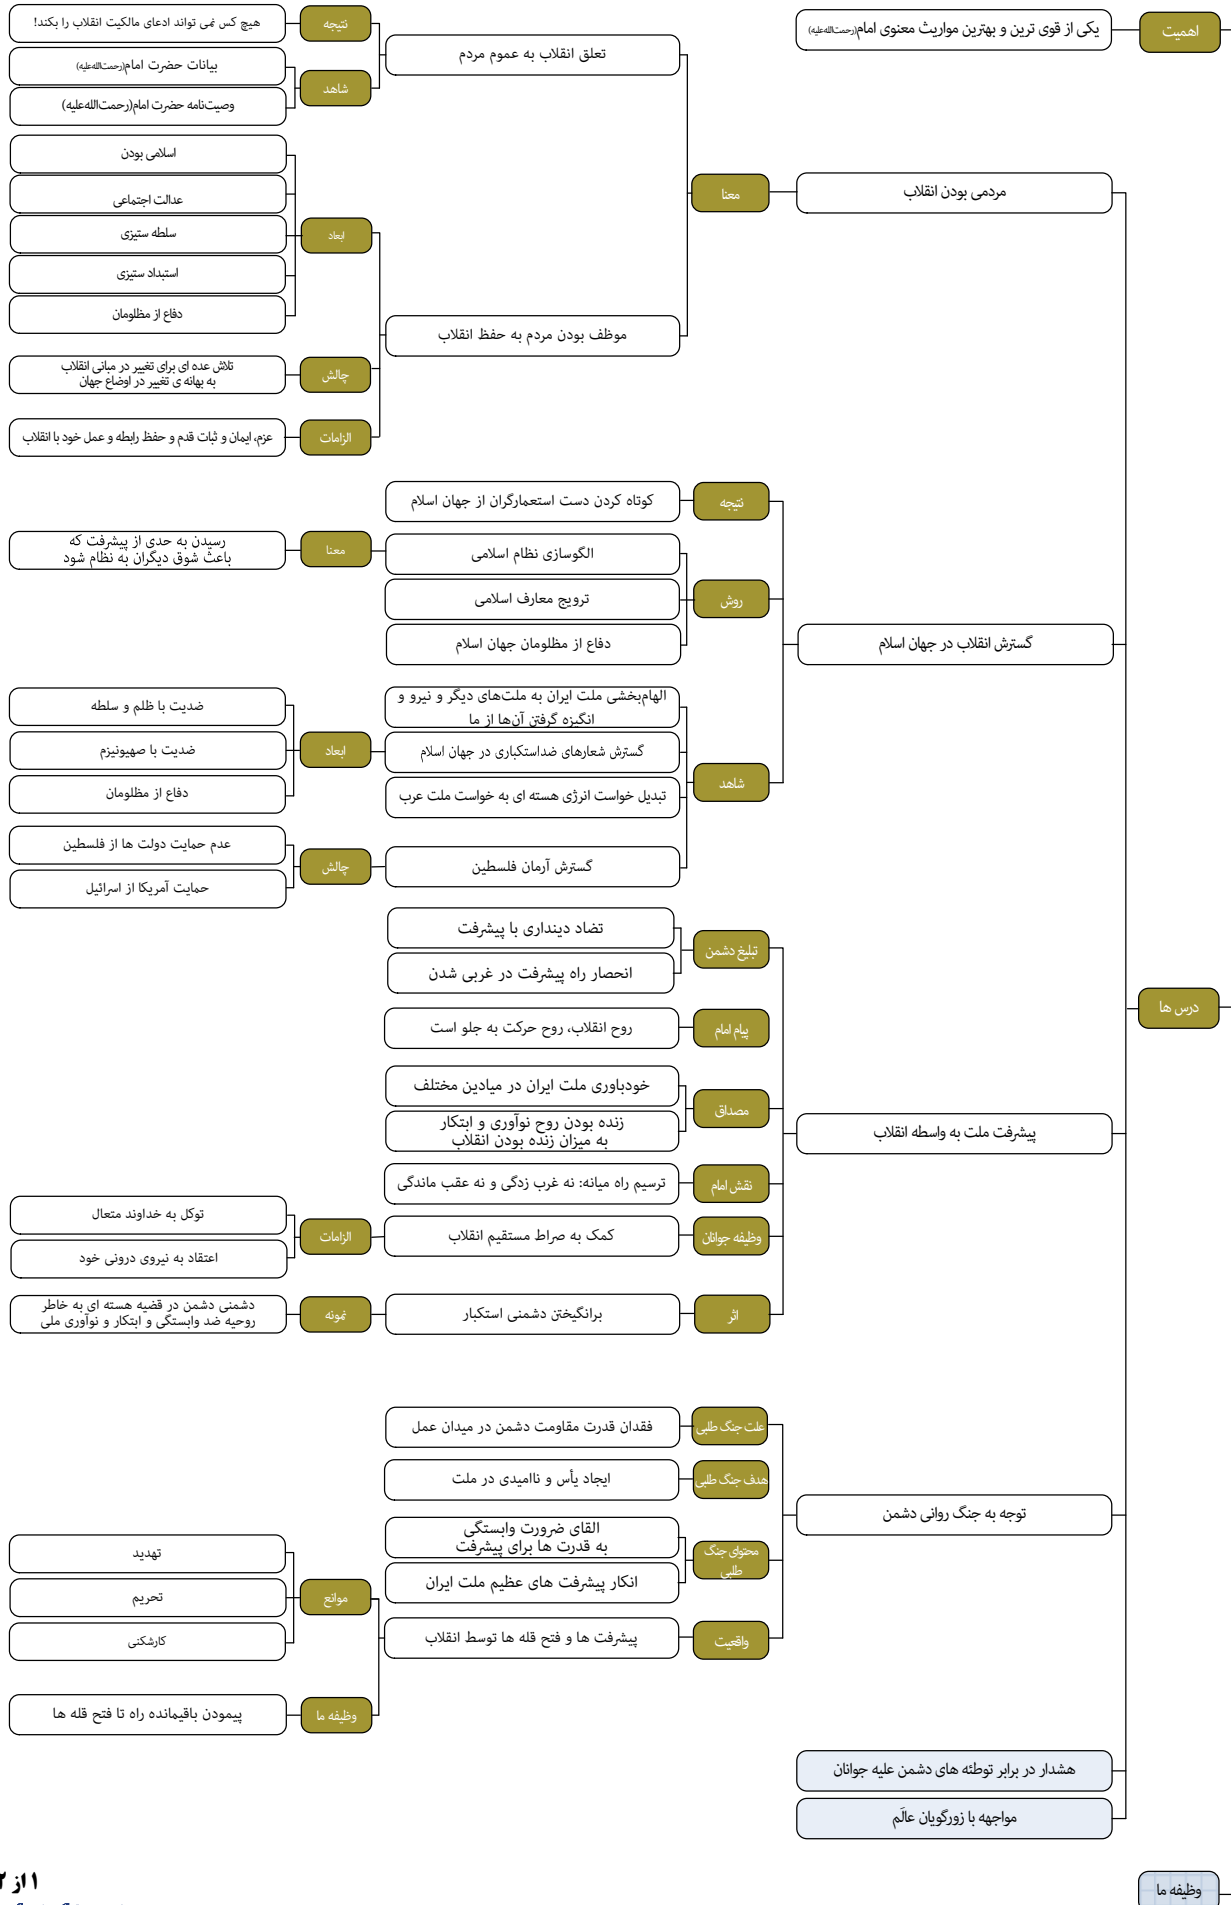 اهمیت
یکی از قوی ترین و بهترین مواریث معنوی امام(رحمت‌الله‌علیه)
درس ها
مردمی بودن انقلاب
معنا
تعلق انقلاب به عموم مردم
نتیجه
هیچ کس نمی تواند ادعای مالکیت انقلاب را بکند!
شاهد
بیانات حضرت امام(رحمت‌الله‌علیه)
وصیت‌نامه حضرت امام(رحمت‌الله‌علیه)
موظف بودن مردم به حفظ انقلاب
ابعاد
اسلامی بودن
عدالت اجتماعی
سلطه ستیزی
استبداد ستیزی
دفاع از مظلومان
چالش
تلاش عده ای برای تغییر در مبانی انقلاب
به بهانه ی تغییر در اوضاع جهان
الزامات
عزم، ایمان و ثبات قدم و حفظ رابطه و عمل خود با انقلاب
گسترش انقلاب در جهان اسلام
نتیجه
کوتاه کردن دست استعمارگران از جهان اسلام
روش
الگوسازی نظام اسلامی
معنا
رسیدن به حدی از پیشرفت که
باعث شوق دیگران به نظام شود
ترویج معارف اسلامی
دفاع از مظلومان جهان اسلام
شاهد
الهام‌بخشی ملت ایران به ملت‌های دیگر و نیرو و
انگیزه گرفتن آن‌ها از ما
گسترش شعارهای ضداستکباری در جهان اسلام
ابعاد
ضدیت با ظلم و سلطه
ضدیت با صهیونیزم
دفاع از مظلومان
تبدیل خواست انرژی هسته ای به خواست ملت عرب
گسترش آرمان فلسطین
چالش
عدم حمایت دولت ها از فلسطین
حمایت آمریکا از اسرائیل
پیشرفت ملت به واسطه انقلاب
تبلیغ دشمن
تضاد دینداری با پیشرفت
انحصار راه پیشرفت در غربی شدن
پیام امام
روح انقلاب، روح حرکت به جلو است
مصداق
خودباوری ملت ایران در میادین مختلف
زنده بودن روح نوآوری و ابتکار
به میزان زنده بودن انقلاب
نقش امام
ترسیم راه میانه: نه غرب زدگی و نه عقب ماندگی
وظیفه جوانان
کمک به صراط مستقیم انقلاب
الزامات
توکل به خداوند متعال
اعتقاد به نیروی درونی خود
اثر
برانگیختن دشمنی استکبار
نمونه
دشمنی دشمن در قضیه هسته ای به خاطر
روحیه ضد وابستگی و ابتکار و نوآوری ملی
توجه به جنگ روانی دشمن
علت جنگ طلبی
فقدان قدرت مقاومت دشمن در میدان عمل
هدف جنگ طلبی
ایجاد یأس و ناامیدی در ملت
محتوای جنگ
طلبی
القای ضرورت وابستگی
به قدرت ها برای پیشرفت
انکار پیشرفت های عظیم ملت ایران
واقعیت
پیشرفت ها و فتح قله ها توسط انقلاب
موانع
تهدید
تحریم
کارشکنی
وظیفه ما
پیمودن باقیمانده راه تا فتح قله ها
هشدار در برابر توطئه های دشمن علیه جوانان
مواجهه با زورگویان عالَم
وظیفه ما
۱ از ۲